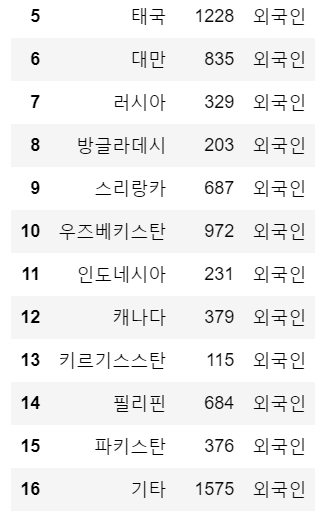 5 태국 1228 외국인
6 대만 835 외국인
7 러시아 329 외국인
8 방글라데시 203 외국인
9 스리랑카 687 외국인
10 우즈베키스탄 972 외국인
11 인도네시아 231 외국인
12 캐나다 379 외국인
13 키르기스스탄 115 외국인
14 필리핀 684 외국인
15 파키스탄 376 외국인
16 기타 1575 외국인